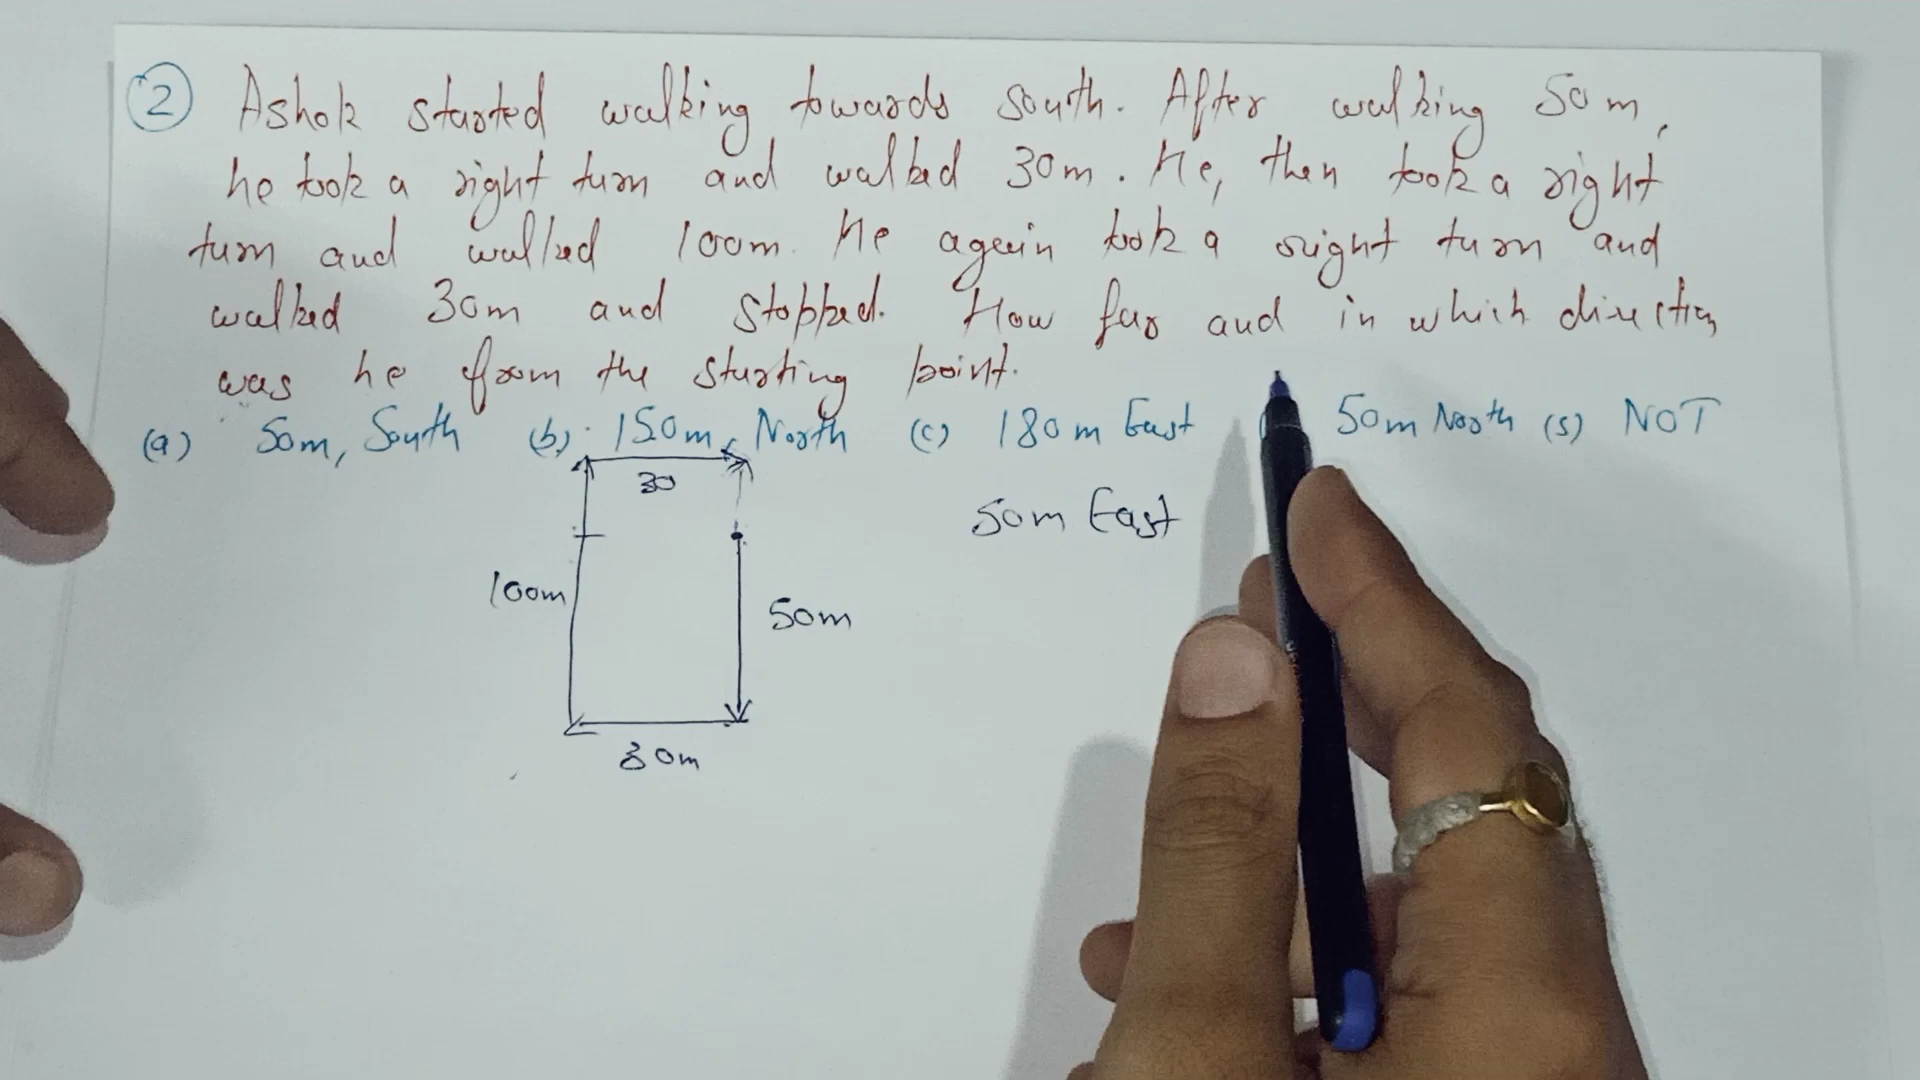 2 Ashok started walking towards south. After walking 50m,
he took a right turn and walked 30m. He, then took a right
turn and walked 100m. He again took a right turn and
walked 30m and stopped. How far and in which direction
was he from the starting point.
(a) 50m, South (b) 150m, North (c) 180m East 50m North (s) NOT
30
50m East
100m
50m
30m